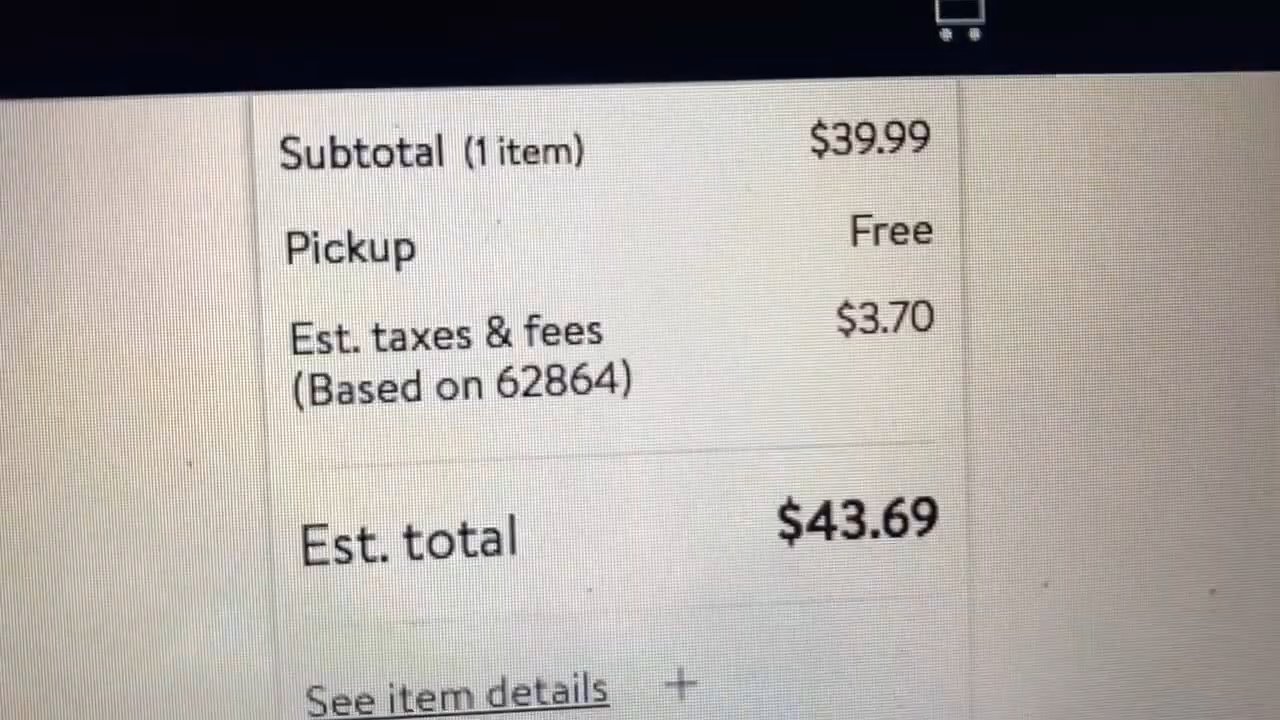 Subtotal (1 item) $39.99
Pickup Free
Est. taxes & fees $3.70
(Based on 62864)
Est. total $43.69
See item details +